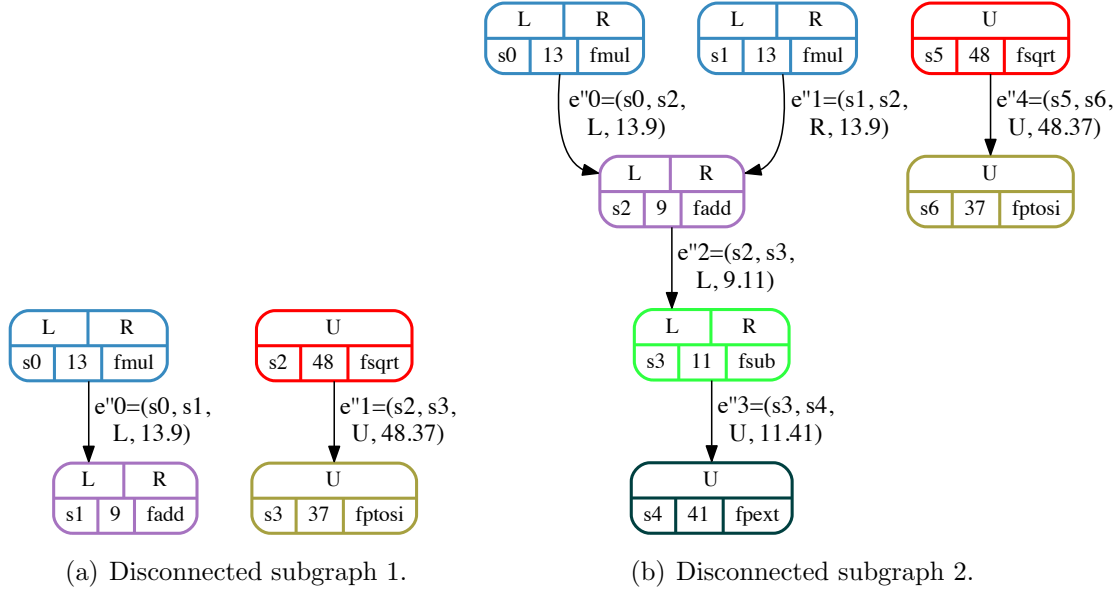 L R
s0 13 fmul
L R
s1 13 fmul
U
s5 48 fsqrt
e"0=(s0, s2,
L, 13.9)
e"1=(s1, s2,
R, 13.9)
e"4=(s5, s6,
U, 48.37)
L R
s2 9 fadd
U
s6 37 fptosi
e"2=(s2, s3,
L, 9.11)
L R
s0 13 fmul
U
s2 48 fsqrt
L R
s3 11 fsub
e"0=(s0, s1,
L, 13.9)
e"1=(s2, s3,
U, 48.37)
e"3=(s3, s4,
U, 11.41)
L R
s1 9 fadd
U
s3 37 fptosi
U
s4 41 fpext
(a) Disconnected subgraph 1.
(b) Disconnected subgraph 2.